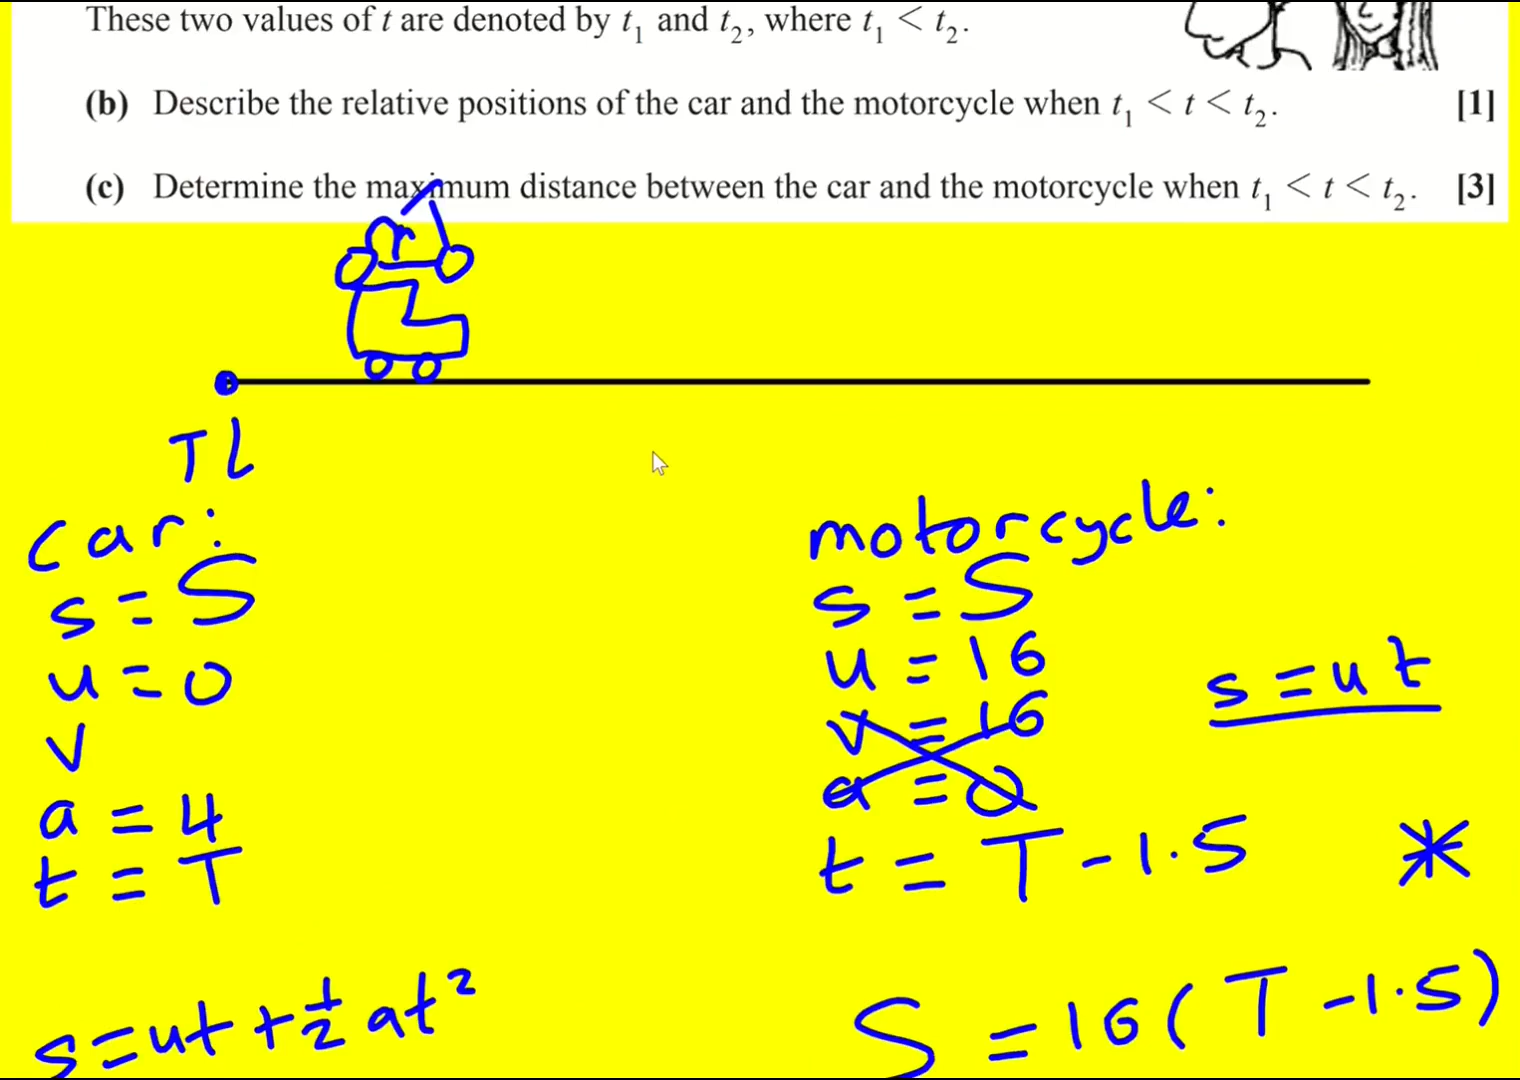 These two values of t are denoted by t₁ and t₂, where t₁ < t₂.
(b) Describe the relative positions of the car and the motorcycle when t₁ < t < t₂. [1]
(c) Determine the maximum distance between the car and the motorcycle when t₁ < t < t₂. [3]
TL
car:
s = S
u = 0
v
a = 4
t = T
s = ut + ½ at²
motorcycle:
s = S
u = 16
v = 16
a = 0
t = T - 1.5
s = ut
*
S = 16(T - 1.5)